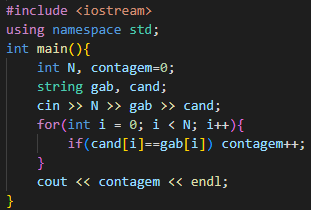 #include <iostream>
using namespace std;
int main(){
    int N, contagem=0;
    string gab, cand;
    cin >> N >> gab >> cand;
    for(int i = 0; i < N; i++){
        if(cand[i]==gab[i]) contagem++;
    }
    cout << contagem << endl;
}